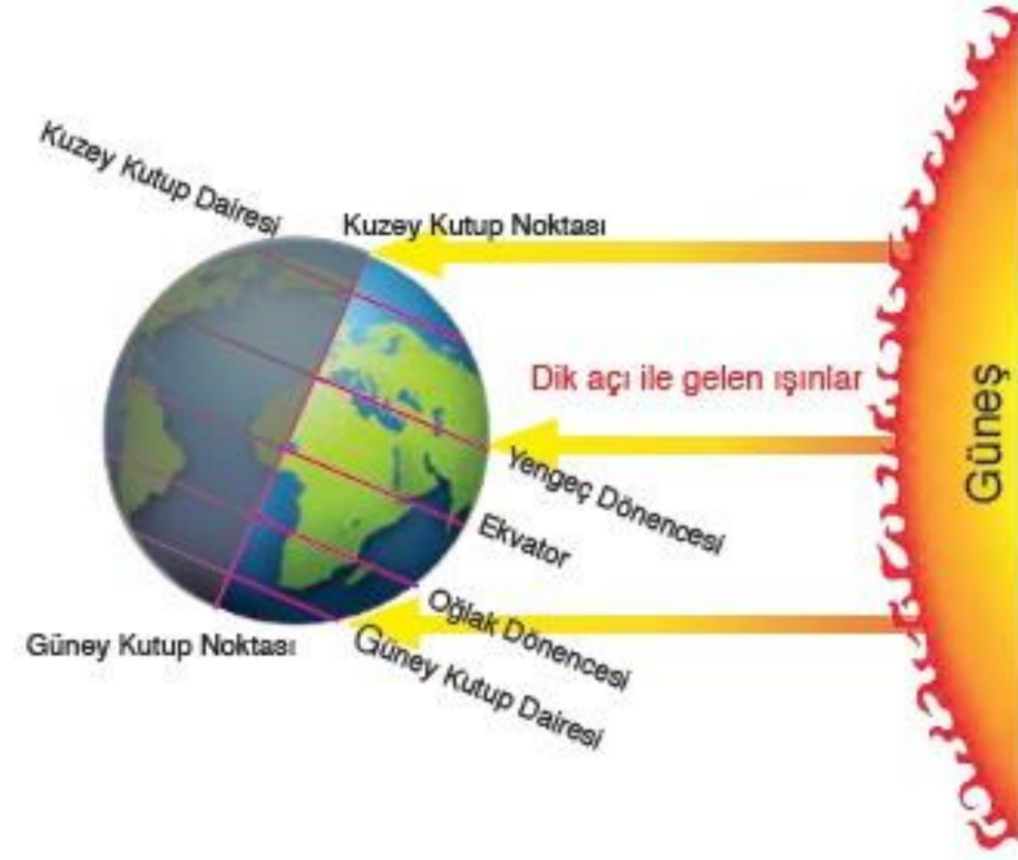 Kuzey Kutup Dairesi
Kuzey Kutup Noktası
Dik açı ile gelen ışınlar
Güneş
Yengeç Dönencesi
Ekvator
Oğlak Dönencesi
Güney Kutup Noktası
Güney Kutup Dairesi